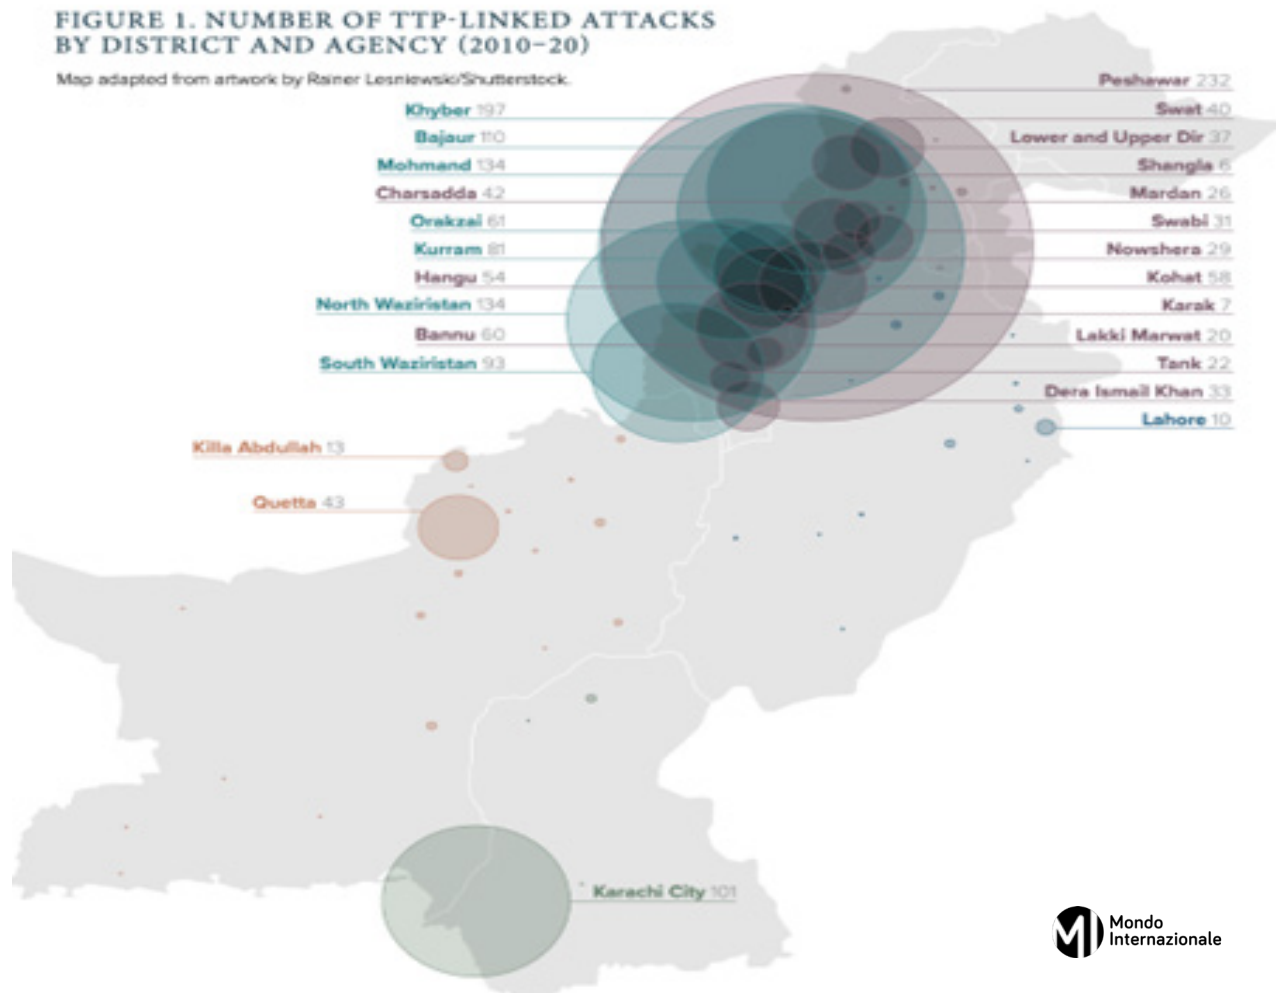 FIGURE 1. NUMBER OF TTP-LINKED ATTACKS
BY DISTRICT AND AGENCY (2010–20)
Map adapted from artwork by Rainer Lesniewski/Shutterstock.
Khyber 197
Bajaur 110
Mohmand 134
Charsadda 42
Orakzai 61
Kurram 81
Hangu 54
North Waziristan 134
Bannu 60
South Waziristan 93
Peshawar 232
Swat 40
Lower and Upper Dir 37
Shangla 6
Mardan 26
Swabi 31
Nowshera 29
Kohat 58
Karak 7
Lakki Marwat 20
Tank 22
Dera Ismail Khan 33
Lahore 10
Killa Abdullah 13
Quetta 43
Karachi City 101
Mondo
Internazionale